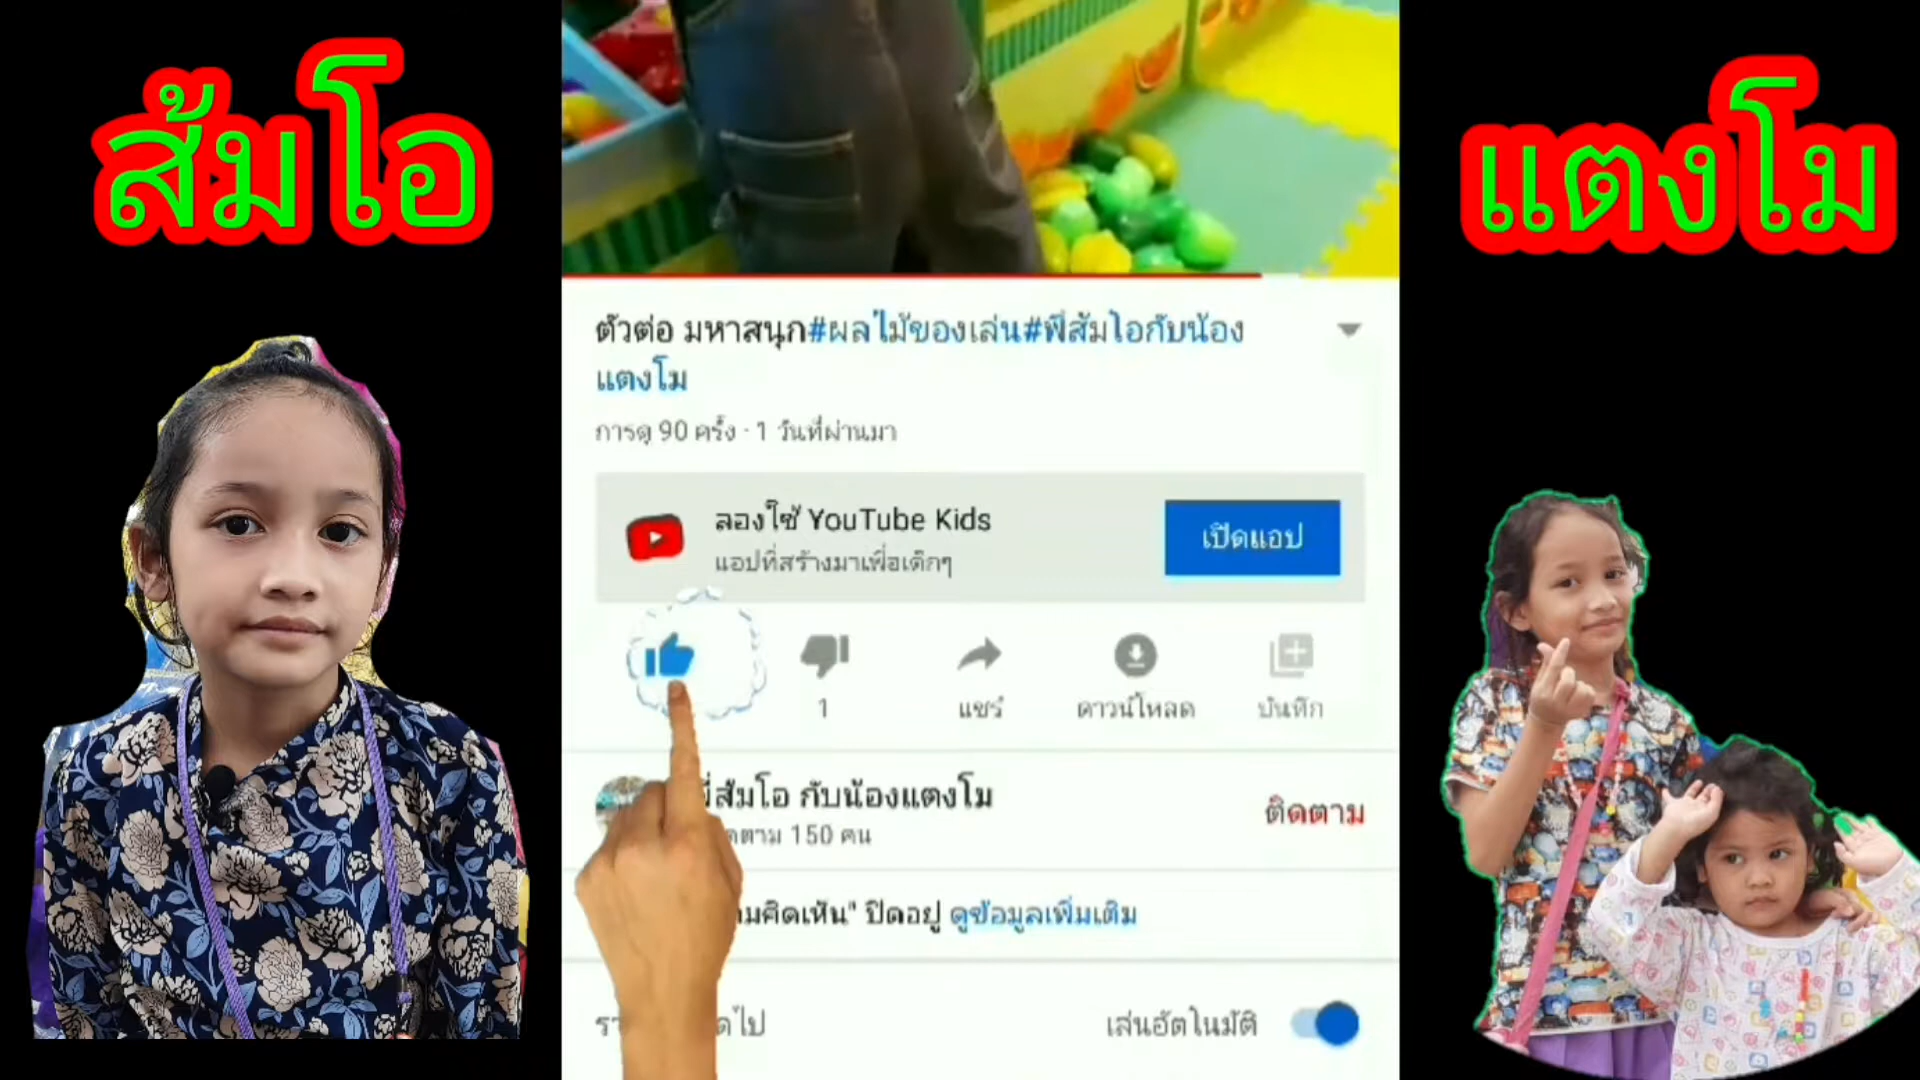 ส้มโอ
แตงโม
ตัวต่อ มหาสนุก#ผลไม้ของเล่น#พี่ส้มโอกับน้อง
แตงโม
การดู 90 ครั้ง · 1 วันที่ผ่านมา
ลองใช้ YouTube Kids
แอปที่สร้างมาเพื่อเด็กๆ
เปิดแอป
1
แชร์
ดาวน์โหลด
บันทึก
พี่ส้มโอ กับน้องแตงโม
ติดตาม 150 คน
ติดตาม
ามคิดเห็น" ปิดอยู่ ดูข้อมูลเพิ่มเติม
เล่นอัตโนมัติ